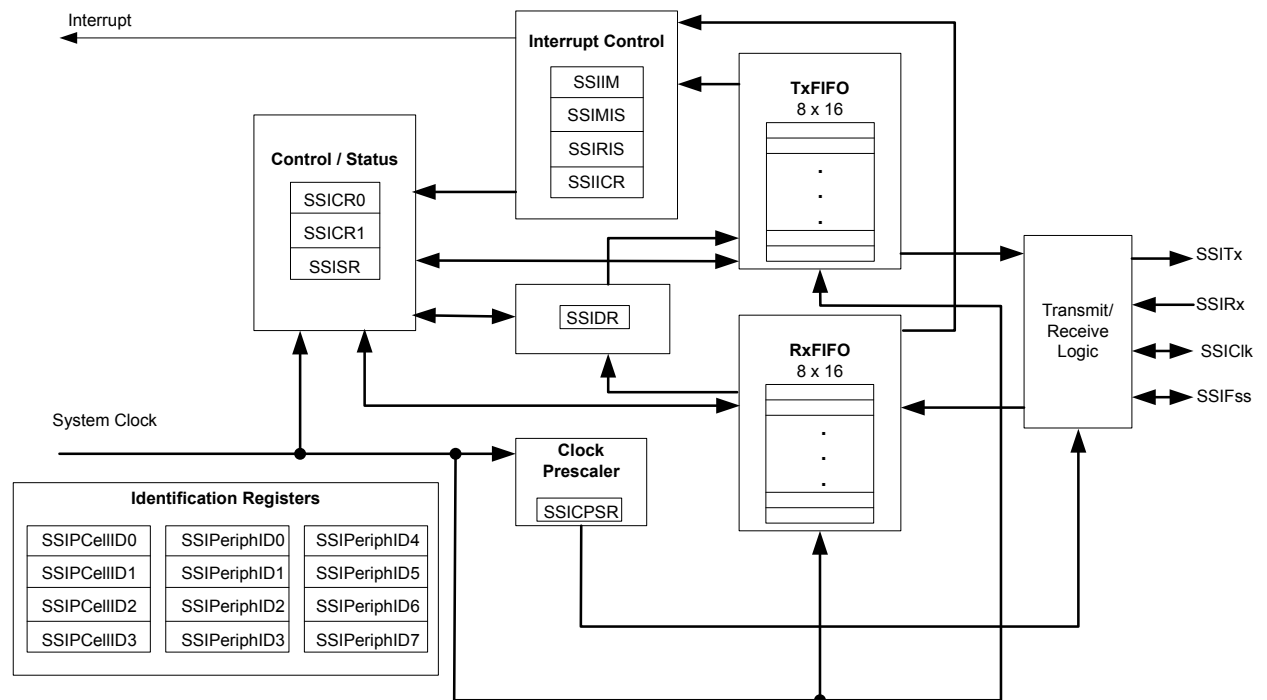 Interrupt
Interrupt Control
SSIIM
SSIMIS
SSIRIS
SSIICR
TxFIFO
8 x 16
.
.
.
Control / Status
SSICR0
SSICR1
SSISR
SSIDR
RxFIFO
8 x 16
.
.
.
Transmit/
Receive
Logic
SSITx
SSIRx
SSIClk
SSIFss
System Clock
Clock
Prescaler
SSICPSR
Identification Registers
SSIPCellID0
SSIPeriphID0
SSIPeriphID4
SSIPCellID1
SSIPeriphID1
SSIPeriphID5
SSIPCellID2
SSIPeriphID2
SSIPeriphID6
SSIPCellID3
SSIPeriphID3
SSIPeriphID7